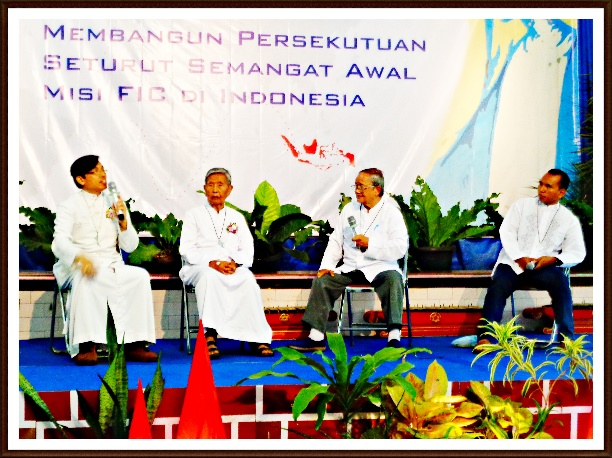 MEMBANGUN PERSEKUTUAN
SETURUT SEMANGAT AWAL
MISI FIC DI INDONESIA